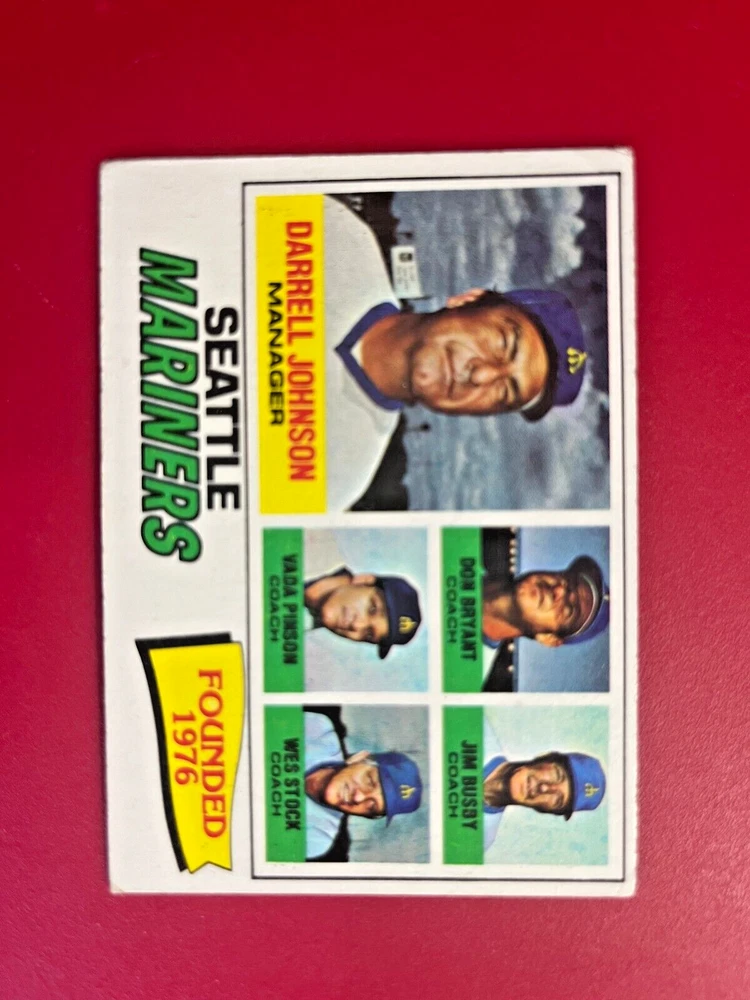 SEATTLE
MARINERS
FOUNDED
1976
DARRELL JOHNSON
MANAGER
DON BRYANT
COACH
JIM BUSBY
COACH
VADA PINSON
COACH
WES STOCK
COACH